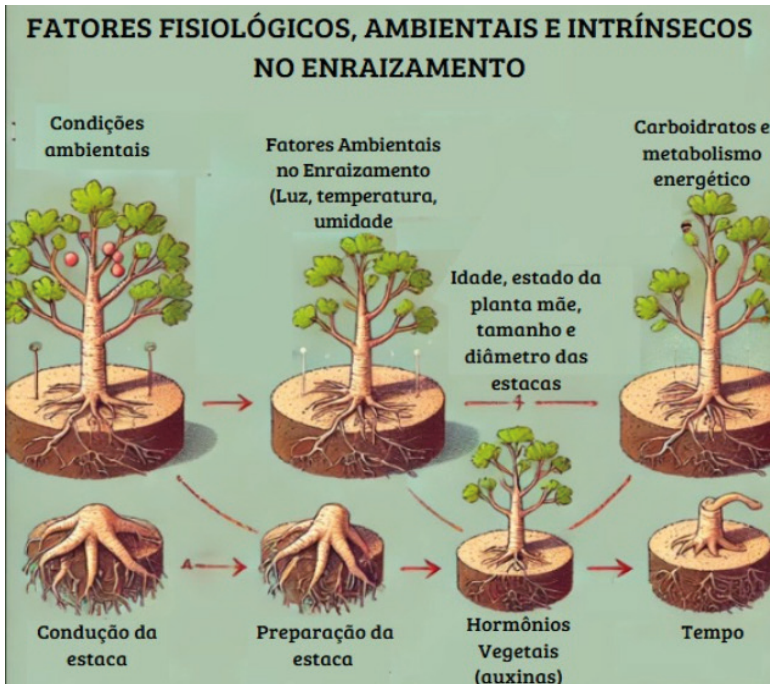 FATORES FISIOLÓGICOS, AMBIENTAIS E INTRÍNSECOS
NO ENRAIZAMENTO
Condições
ambientais
Fatores Ambientais
no Enraizamento
(Luz, temperatura,
umidade
Carboidratos e
metabolismo
energético
Idade, estado da
planta mãe,
tamanho e
diâmetro das
estacas
Condução da
estaca
Preparação da
estaca
Hormônios
Vegetais
(auxinas)
Tempo